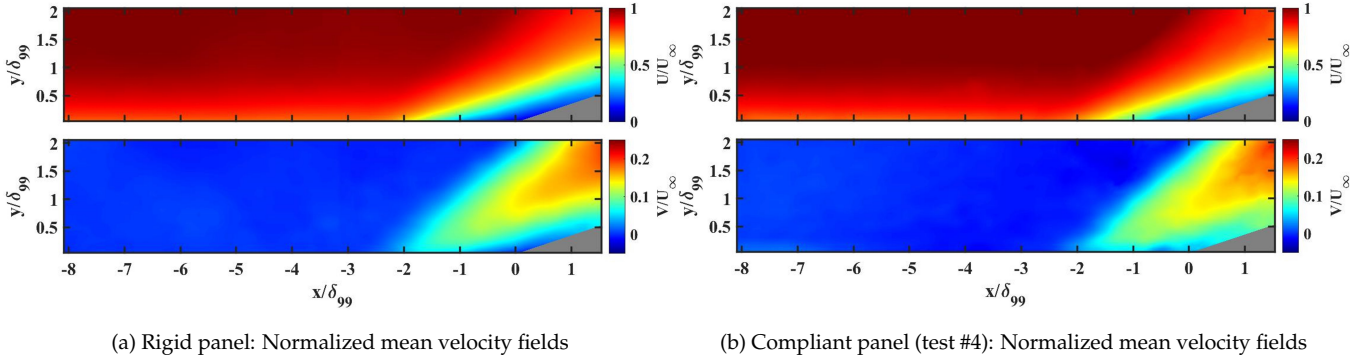 2
1.5
1
0.5
y/δ99
1
0.5
0
U/U∞
2
1.5
1
0.5
y/δ99
-8 -7 -6 -5 -4 -3 -2 -1 0 1
x/δ99
0.2
0.1
0
V/U∞
(a) Rigid panel: Normalized mean velocity fields
2
1.5
1
0.5
y/δ99
1
0.5
0
U/U∞
2
1.5
1
0.5
y/δ99
-8 -7 -6 -5 -4 -3 -2 -1 0 1
x/δ99
0.2
0.1
0
V/U∞
(b) Compliant panel (test #4): Normalized mean velocity fields